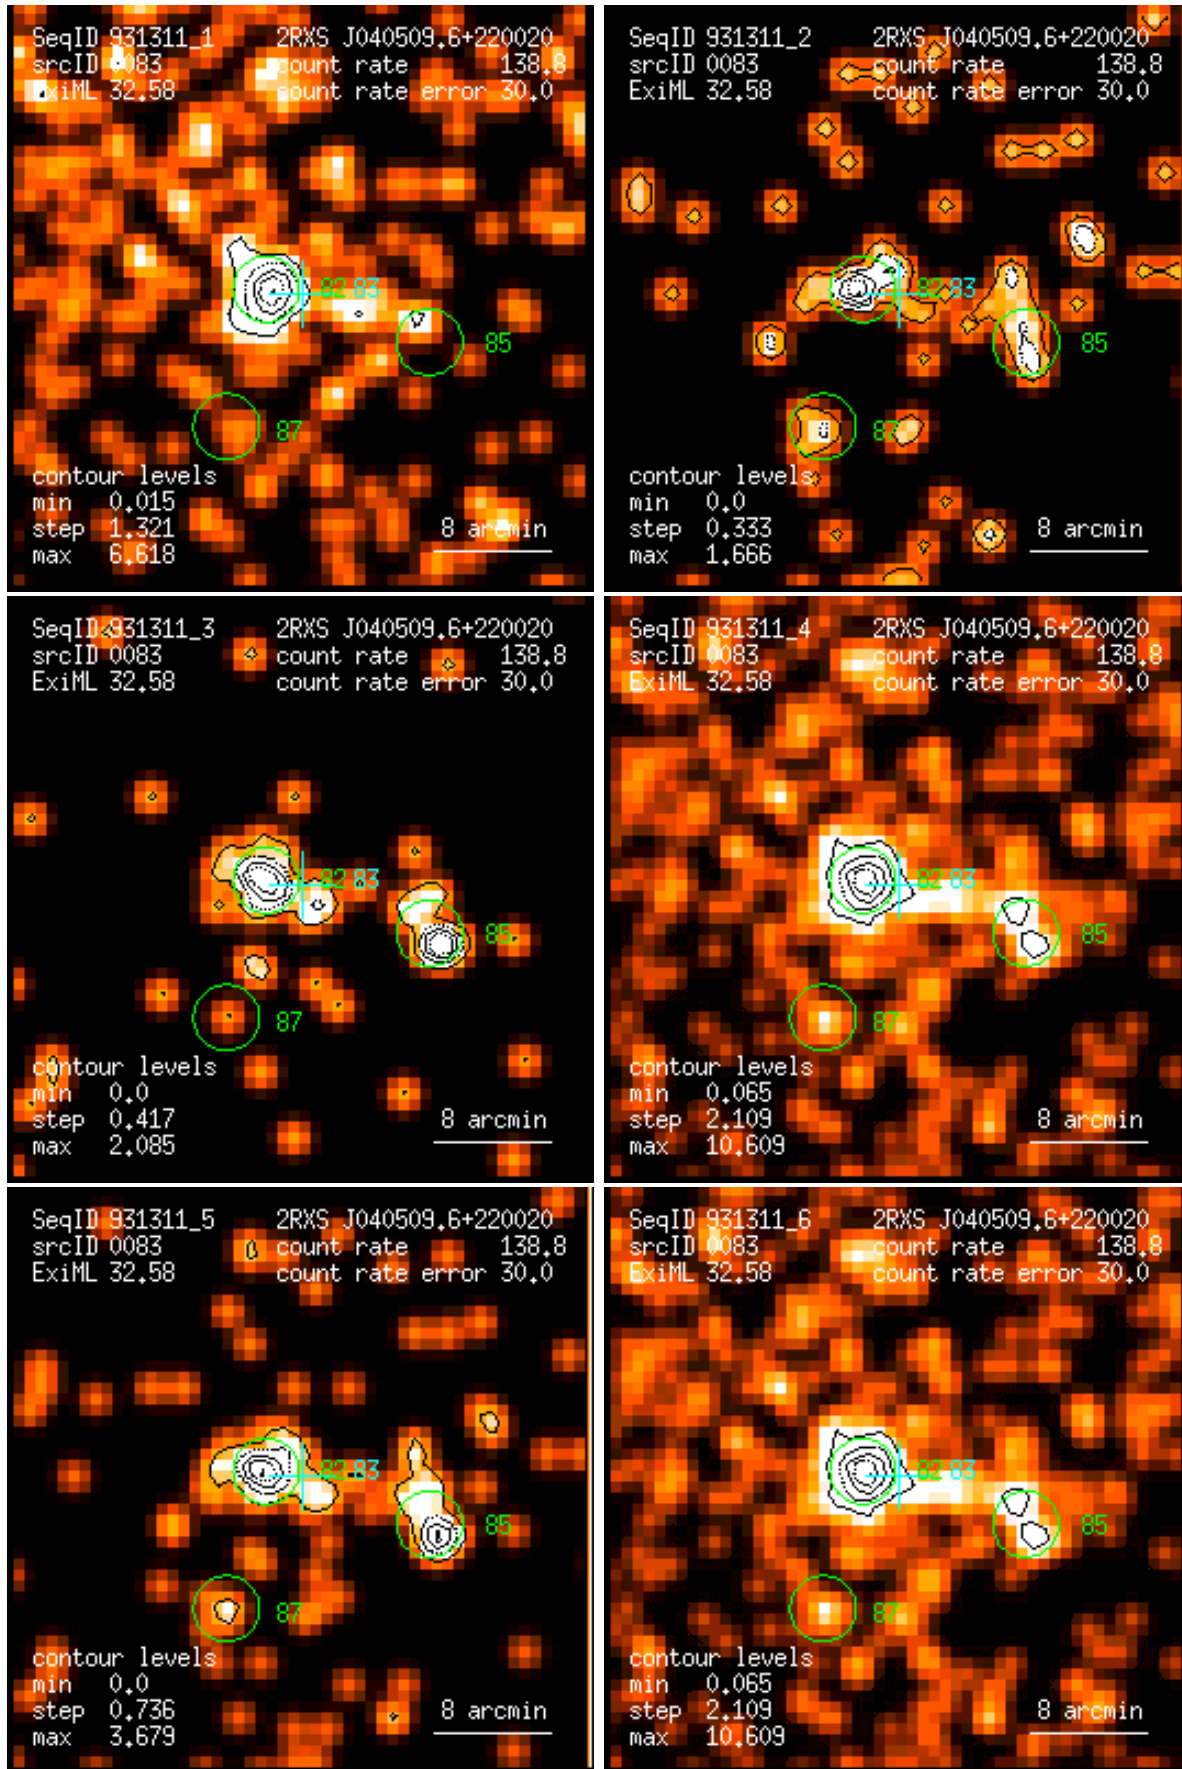 SeqID 931311_1 2RXS J040509.6+220020
srcID 0083 count rate 138.8
ExiML 32.58 count rate error 30.0
82 83
85
87
contour levels
min 0.015
step 1.321 8 arcmin
max 6.618
SeqID 931311_2 2RXS J040509.6+220020
srcID 0083 count rate 138.8
ExiML 32.58 count rate error 30.0
82 83
85
87
contour levels
min 0.0
step 0.333 8 arcmin
max 1.666
SeqID 931311_3 2RXS J040509.6+220020
srcID 0083 count rate 138.8
ExiML 32.58 count rate error 30.0
82 83
85
87
contour levels
min 0.0
step 0.417 8 arcmin
max 2.085
SeqID 931311_4 2RXS J040509.6+220020
srcID 0083 count rate 138.8
ExiML 32.58 count rate error 30.0
82 83
85
87
contour levels
min 0.065
step 2.109 8 arcmin
max 10.609
SeqID 931311_5 2RXS J040509.6+220020
srcID 0083 count rate 138.8
ExiML 32.58 count rate error 30.0
82 83
85
87
contour levels
min 0.0
step 0.736 8 arcmin
max 3.679
SeqID 931311_6 2RXS J040509.6+220020
srcID 0083 count rate 138.8
ExiML 32.58 count rate error 30.0
82 83
85
87
contour levels
min 0.065
step 2.109 8 arcmin
max 10.609